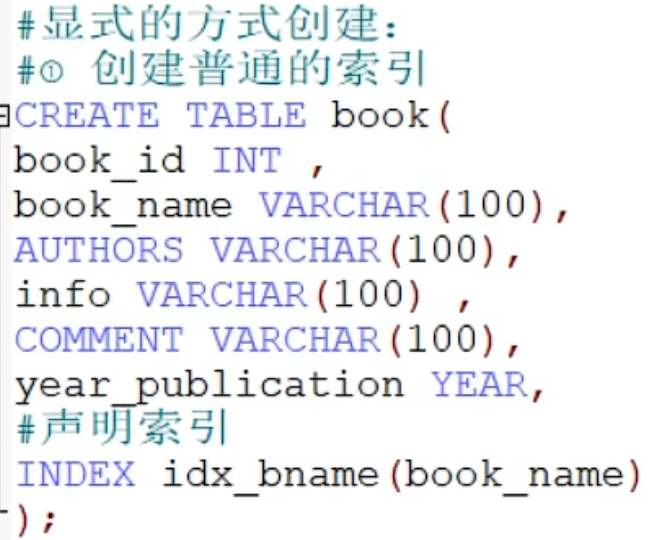 #显式的方式创建：
#① 创建普通的索引
CREATE TABLE book(
book_id INT ,
book_name VARCHAR(100),
AUTHORS VARCHAR(100),
info VARCHAR(100) ,
COMMENT VARCHAR(100),
year_publication YEAR,
#声明索引
INDEX idx_bname(book_name)
);